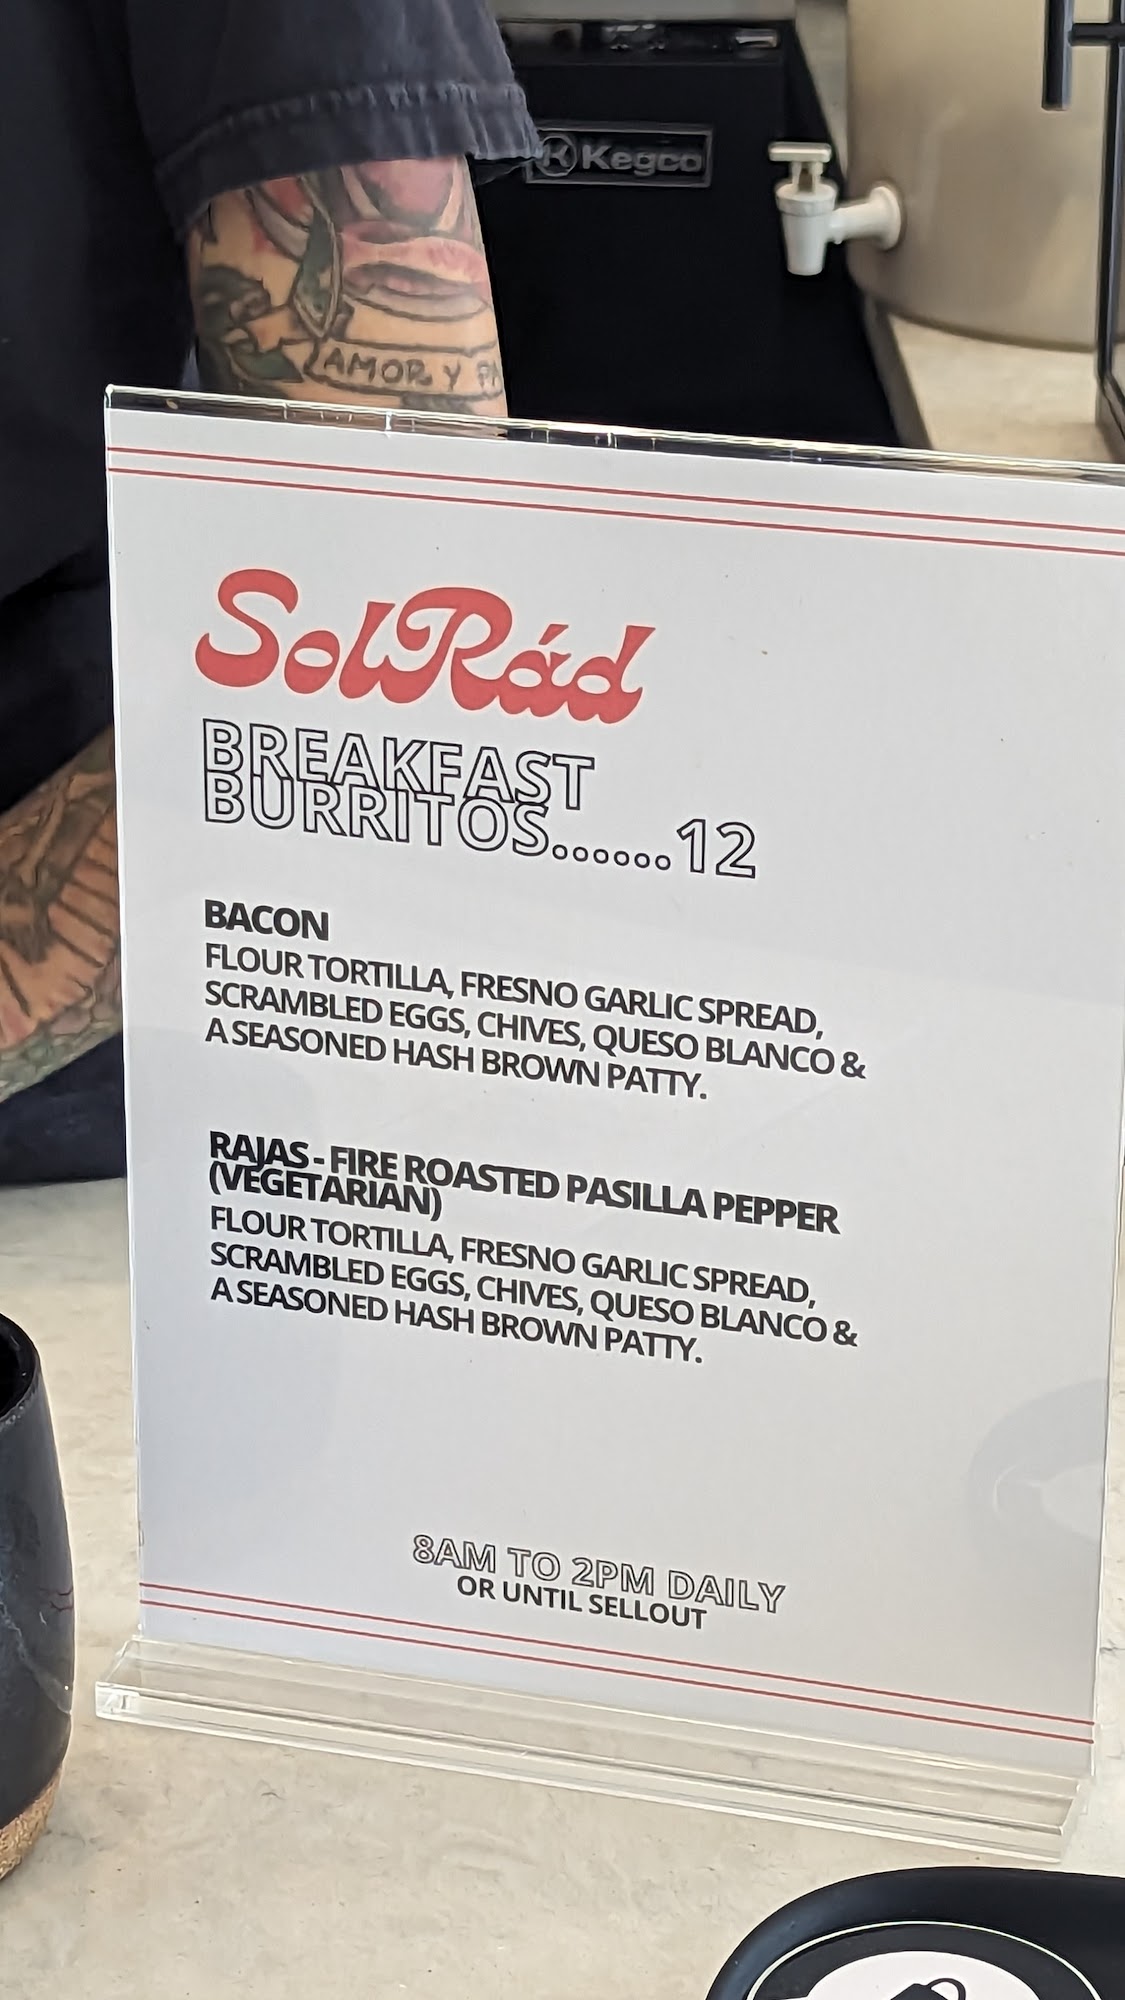 Kegco
AMOR Y
SolRád
BREAKFAST
BURRITOS......12
BACON
FLOUR TORTILLA, FRESNO GARLIC SPREAD,
SCRAMBLED EGGS, CHIVES, QUESO BLANCO &
A SEASONED HASH BROWN PATTY.
RAJAS - FIRE ROASTED PASILLA PEPPER
(VEGETARIAN)
FLOUR TORTILLA, FRESNO GARLIC SPREAD,
SCRAMBLED EGGS, CHIVES, QUESO BLANCO &
A SEASONED HASH BROWN PATTY.
8AM TO 2PM DAILY
OR UNTIL SELLOUT